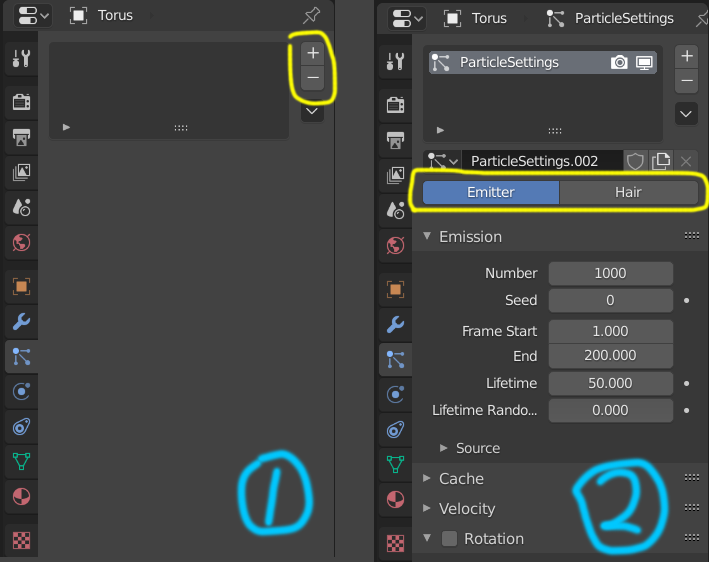 Torus
1
Torus ParticleSettings
ParticleSettings
ParticleSettings.002
Emitter Hair
Emission
Number 1000
Seed 0
Frame Start 1.000
End 200.000
Lifetime 50.000
Lifetime Rando... 0.000
Source
Cache
Velocity
Rotation
2